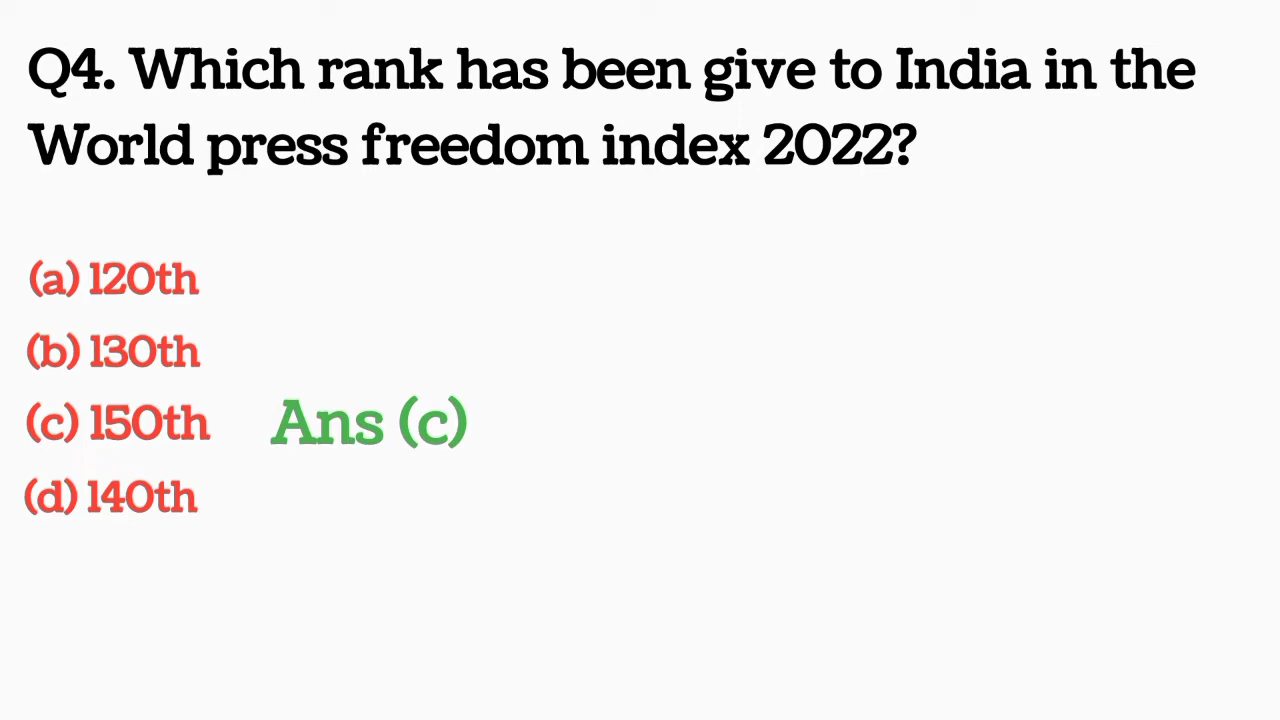 Q4. Which rank has been give to India in the
World press freedom index 2022?
(a) 120th
(b) 130th
(c) 150th Ans (c)
(d) 140th